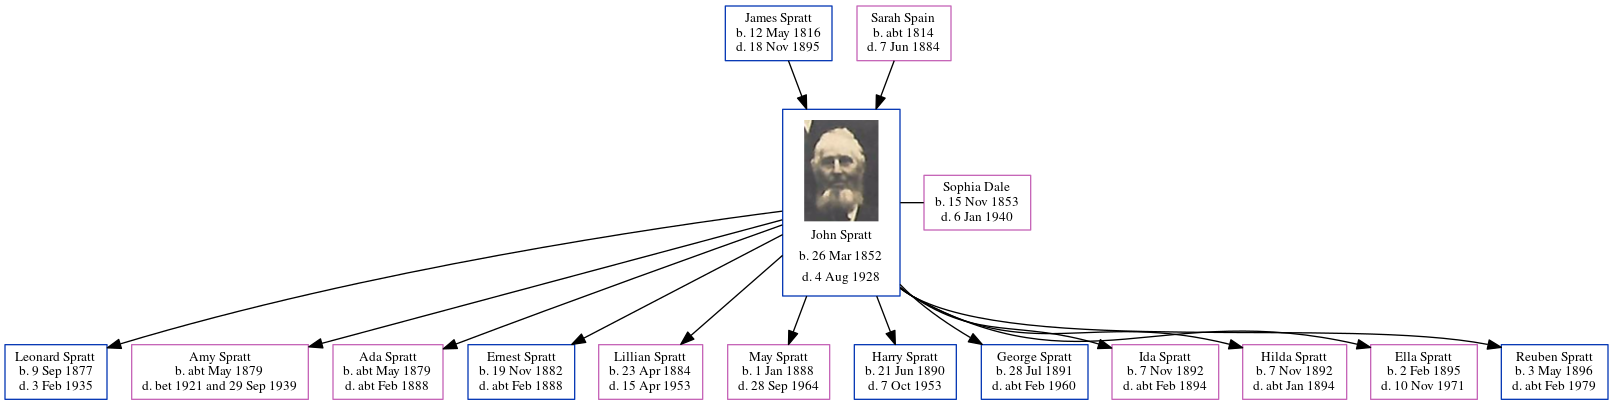 James Spratt
b. 12 May 1816
d. 18 Nov 1895
Sarah Spain
b. abt 1814
d. 7 Jun 1884
John Spratt
b. 26 Mar 1852
d. 4 Aug 1928
Sophia Dale
b. 15 Nov 1853
d. 6 Jan 1940
Leonard Spratt
b. 9 Sep 1877
d. 3 Feb 1935
Amy Spratt
b. abt May 1879
d. bet 1921 and 29 Sep 1939
Ada Spratt
b. abt May 1879
d. abt Feb 1888
Ernest Spratt
b. 19 Nov 1882
d. abt Feb 1888
Lillian Spratt
b. 23 Apr 1884
d. 15 Apr 1953
May Spratt
b. 1 Jan 1888
d. 28 Sep 1964
Harry Spratt
b. 21 Jun 1890
d. 7 Oct 1953
George Spratt
b. 28 Jul 1891
d. abt Feb 1960
Ida Spratt
b. 7 Nov 1892
d. abt Feb 1894
Hilda Spratt
b. 7 Nov 1892
d. abt Jan 1894
Ella Spratt
b. 2 Feb 1895
d. 10 Nov 1971
Reuben Spratt
b. 3 May 1896
d. abt Feb 1979